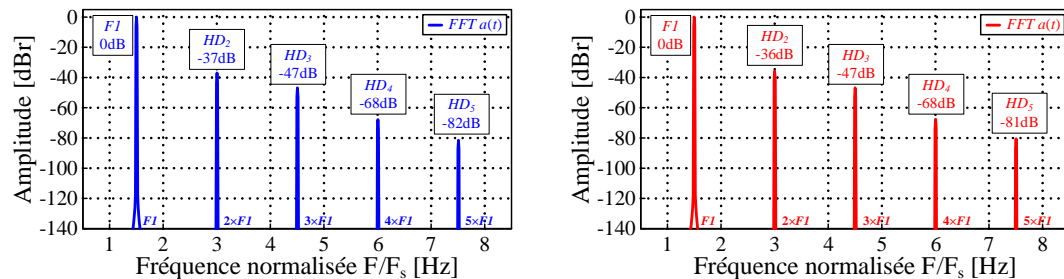 FFT a(t)
F1
0dB
HD2
-37dB
HD3
-47dB
HD4
-68dB
HD5
-82dB
0
-20
-40
-60
-80
-100
-120
-140
Amplitude [dBr]
F1
2×F1
3×F1
4×F1
5×F1
1 2 3 4 5 6 7 8
Fréquence normalisée F/Fs [Hz]
FFT a(t)
F1
0dB
HD2
-36dB
HD3
-47dB
HD4
-68dB
HD5
-81dB
0
-20
-40
-60
-80
-100
-120
-140
Amplitude [dBr]
F1
2×F1
3×F1
4×F1
5×F1
1 2 3 4 5 6 7 8
Fréquence normalisée F/Fs [Hz]